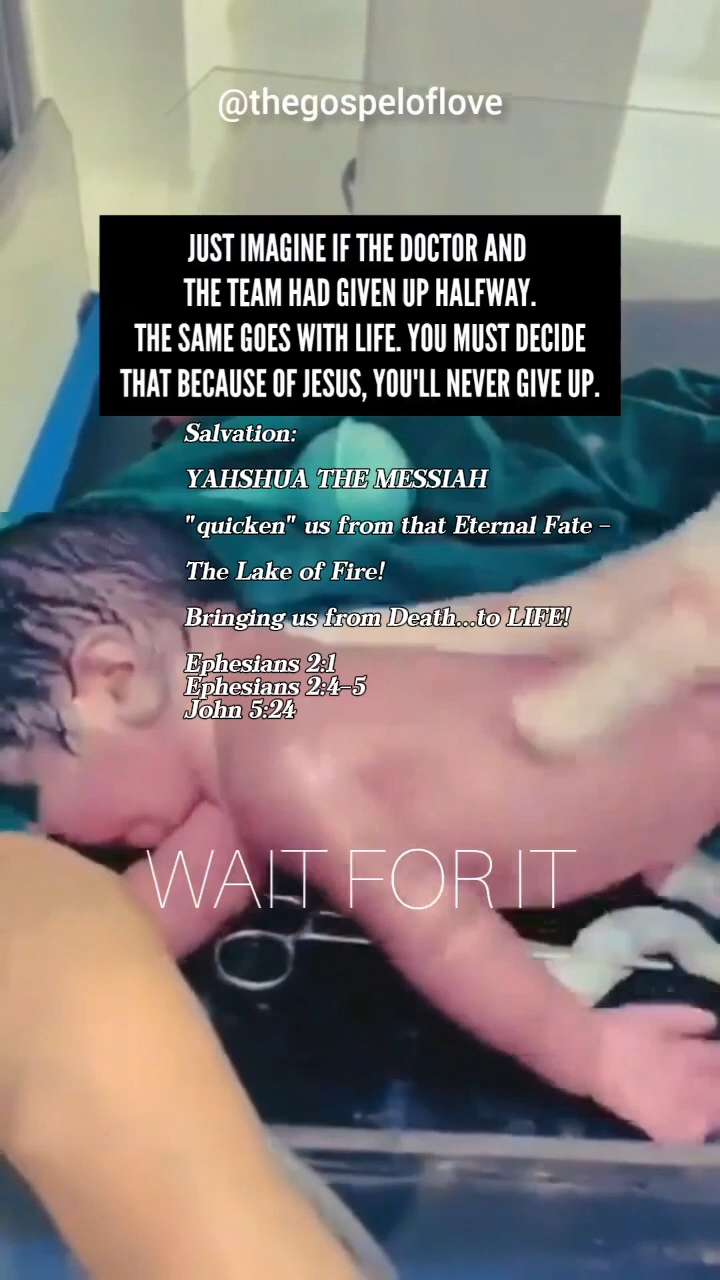 @thegospeloflove
JUST IMAGINE IF THE DOCTOR AND
THE TEAM HAD GIVEN UP HALFWAY.
THE SAME GOES WITH LIFE. YOU MUST DECIDE
THAT BECAUSE OF JESUS, YOU'LL NEVER GIVE UP.
Salvation:
YAHSHUA THE MESSIAH
"quicken" us from that Eternal Fate –
The Lake of Fire!
Bringing us from Death...to LIFE!
Ephesians 2:1
Ephesians 2:4-5
John 5:24
WAIT FOR IT